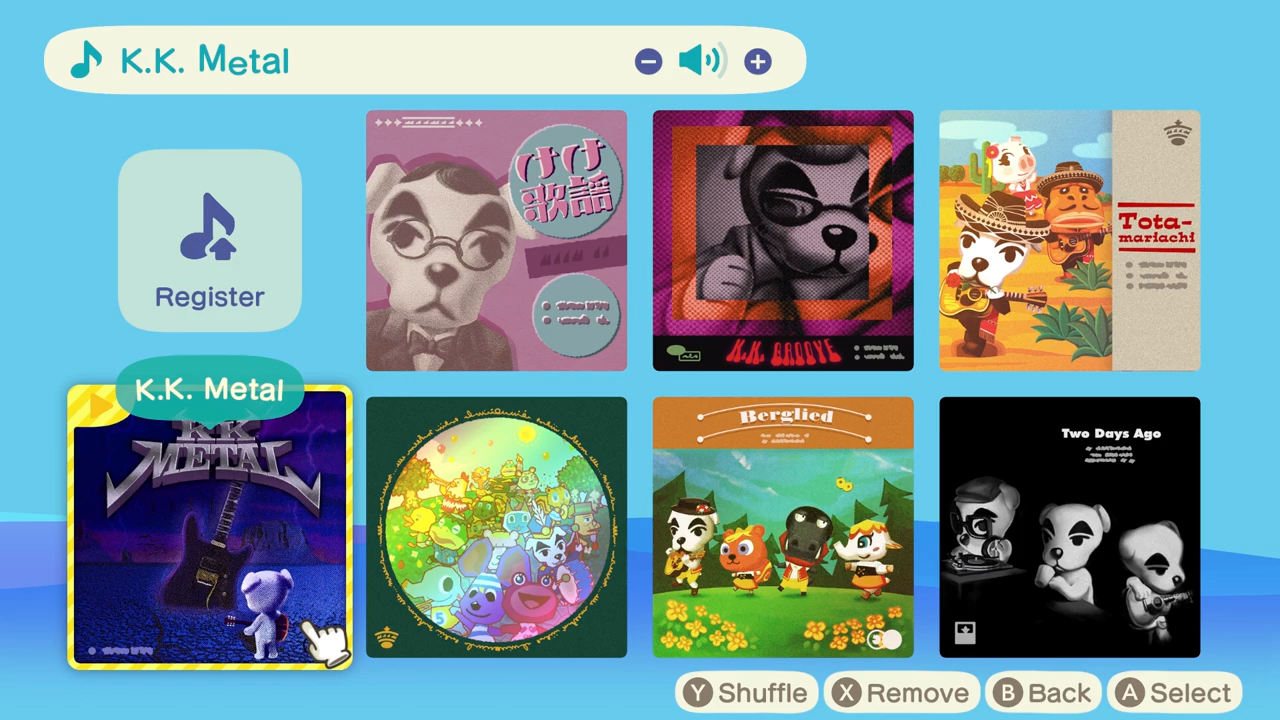 K.K. Metal
Register
けけ
歌謡
K.K. GROOVE
Tota-
mariachi
K.K. Metal
KK
METAL
Berglied
Two Days Ago
Y Shuffle
X Remove
B Back
A Select